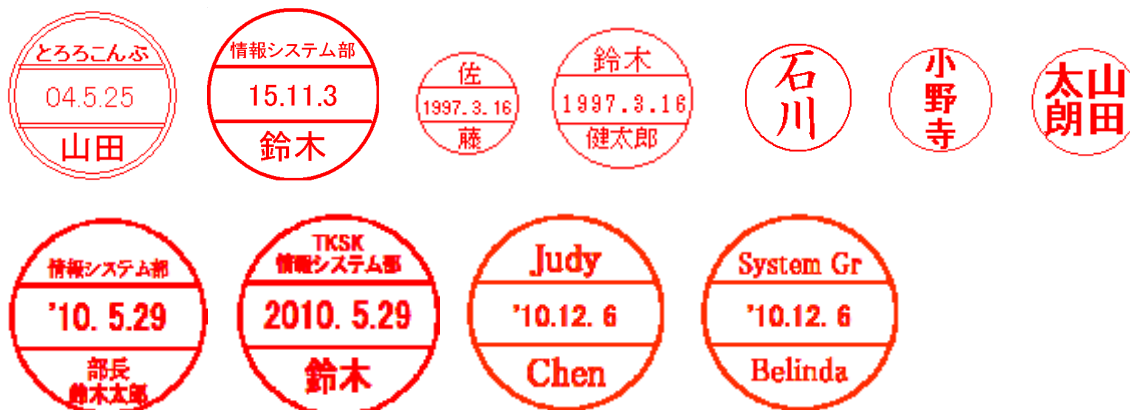 とろろこんぶ
04.5.25
山田
情報システム部
15.11.3
鈴木
佐
1997.3.16
藤
鈴木
1997.3.16
健太郎
石川
小野寺
山田
太朗
情報システム部
'10. 5.29
部長
鈴木太郎
TKSK
情報システム部
2010. 5.29
鈴木
Judy
'10.12. 6
Chen
System Gr
'10.12. 6
Belinda